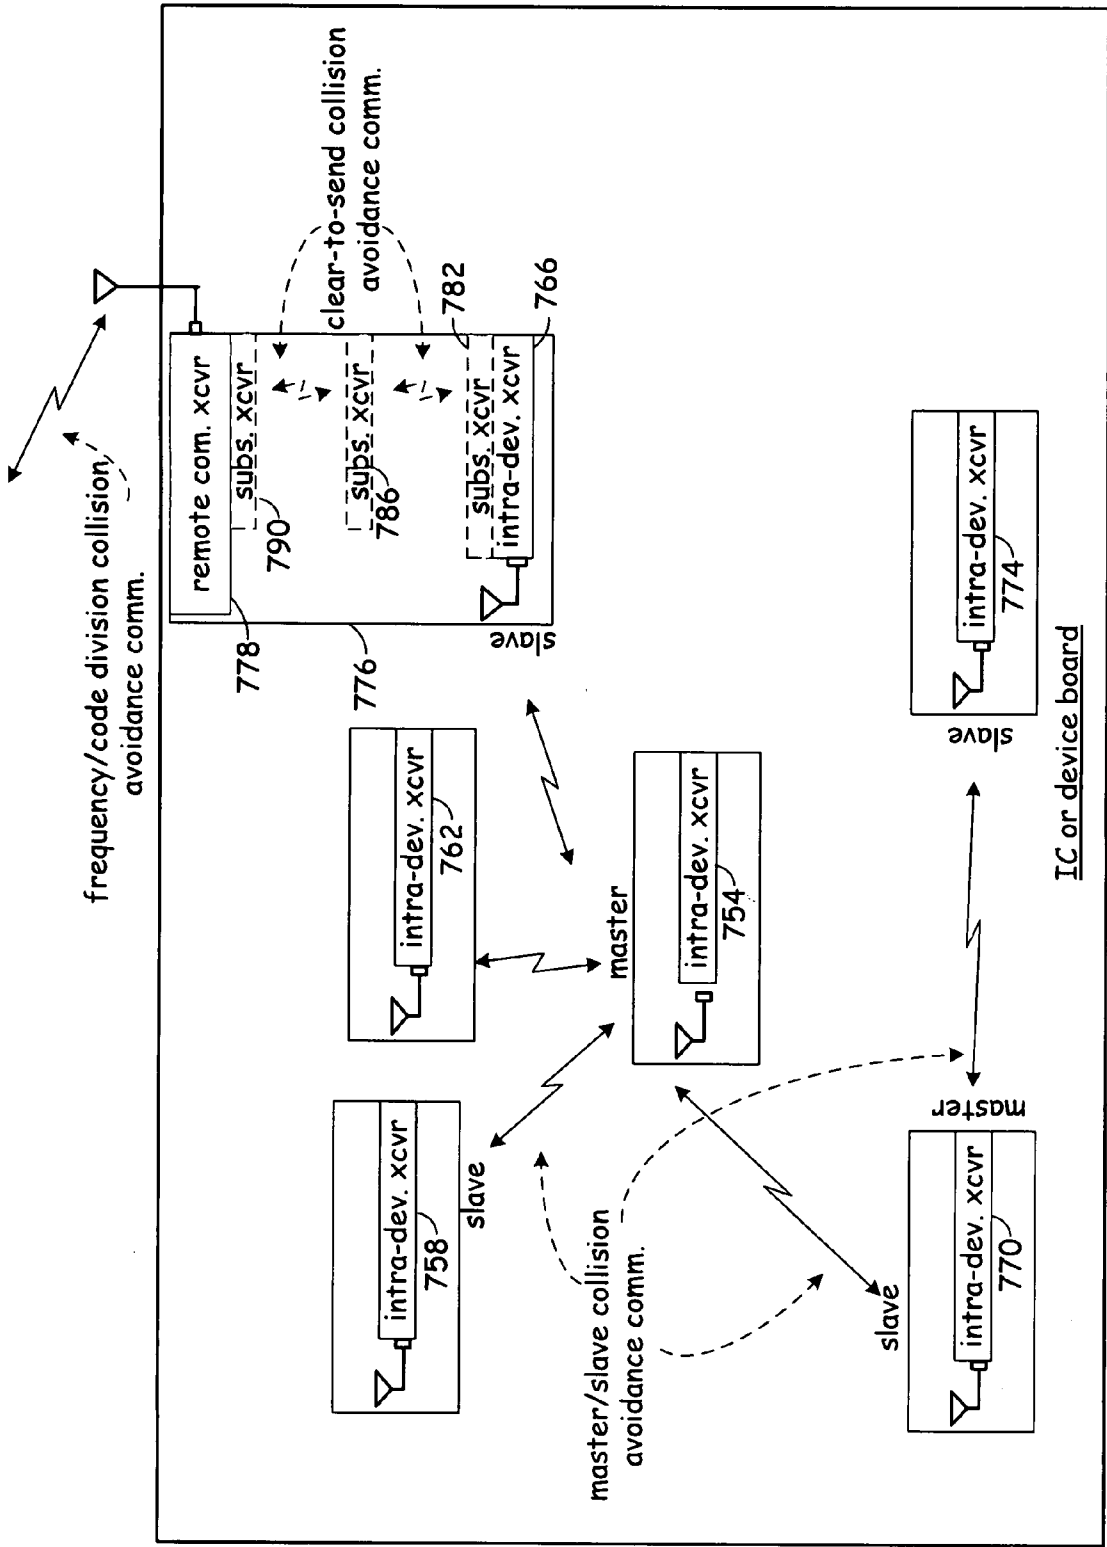 frequency/code division collision
avoidance comm.
remote com. xcvr
778
subs. xcvr
790
clear-to-send collision
avoidance comm.
subs. xcvr
786
782
subs. xcvr
intra-dev. xcvr
766
776
slave
intra-dev. xcvr
758
slave
intra-dev. xcvr
762
master
intra-dev. xcvr
754
master/slave collision
avoidance comm.
slave
intra-dev. xcvr
770
master
slave
intra-dev. xcvr
774
IC or device board